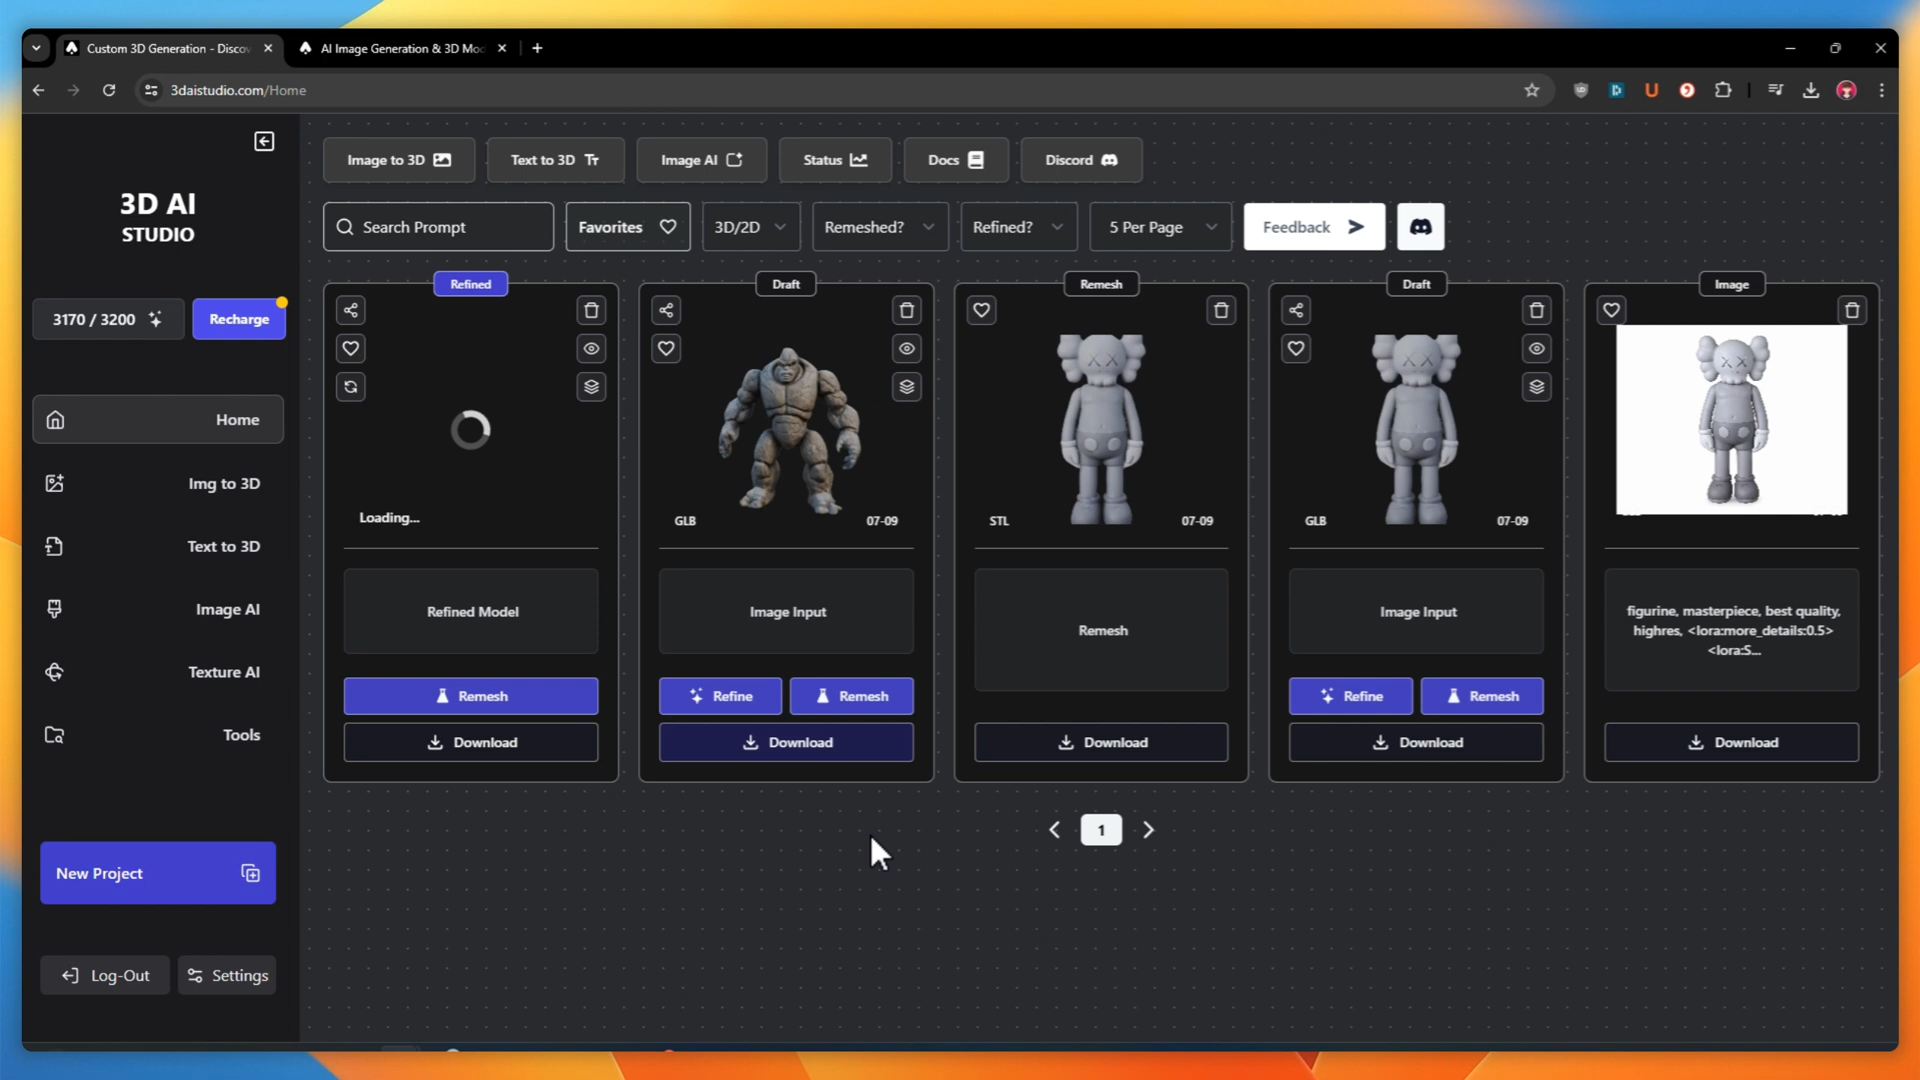 Custom 3D Generation - Disco
AI Image Generation & 3D Mo
3daistudio.com/Home
3D AI
STUDIO
3170 / 3200
Recharge
Home
Img to 3D
Text to 3D
Image AI
Texture AI
Tools
New Project
Log-Out
Settings
Image to 3D
Text to 3D
Image AI
Status
Docs
Discord
Search Prompt
Favorites
3D/2D
Remeshed?
Refined?
5 Per Page
Feedback
Refined
Loading...
Refined Model
Remesh
Download
Draft
GLB
07-09
Image Input
Refine
Remesh
Download
Remesh
STL
07-09
Remesh
Download
Draft
GLB
07-09
Image Input
Refine
Remesh
Download
Image
figurine, masterpiece, best quality,
highres, <lora:more_details:0.5>
<lora:S...
Download
1